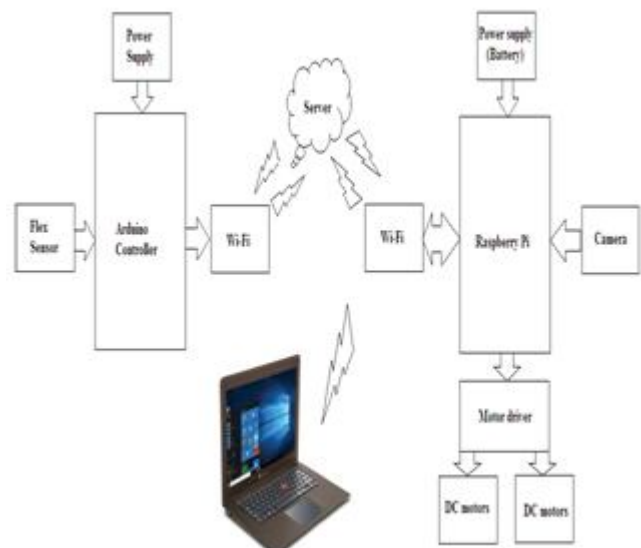 Power
Supply
Power supply
(Battery)
Server
Flex
Sensor
Arduino
Controller
Wi-Fi
Wi-Fi
Raspberry Pi
Camera
Motor driver
DC motors
DC motors